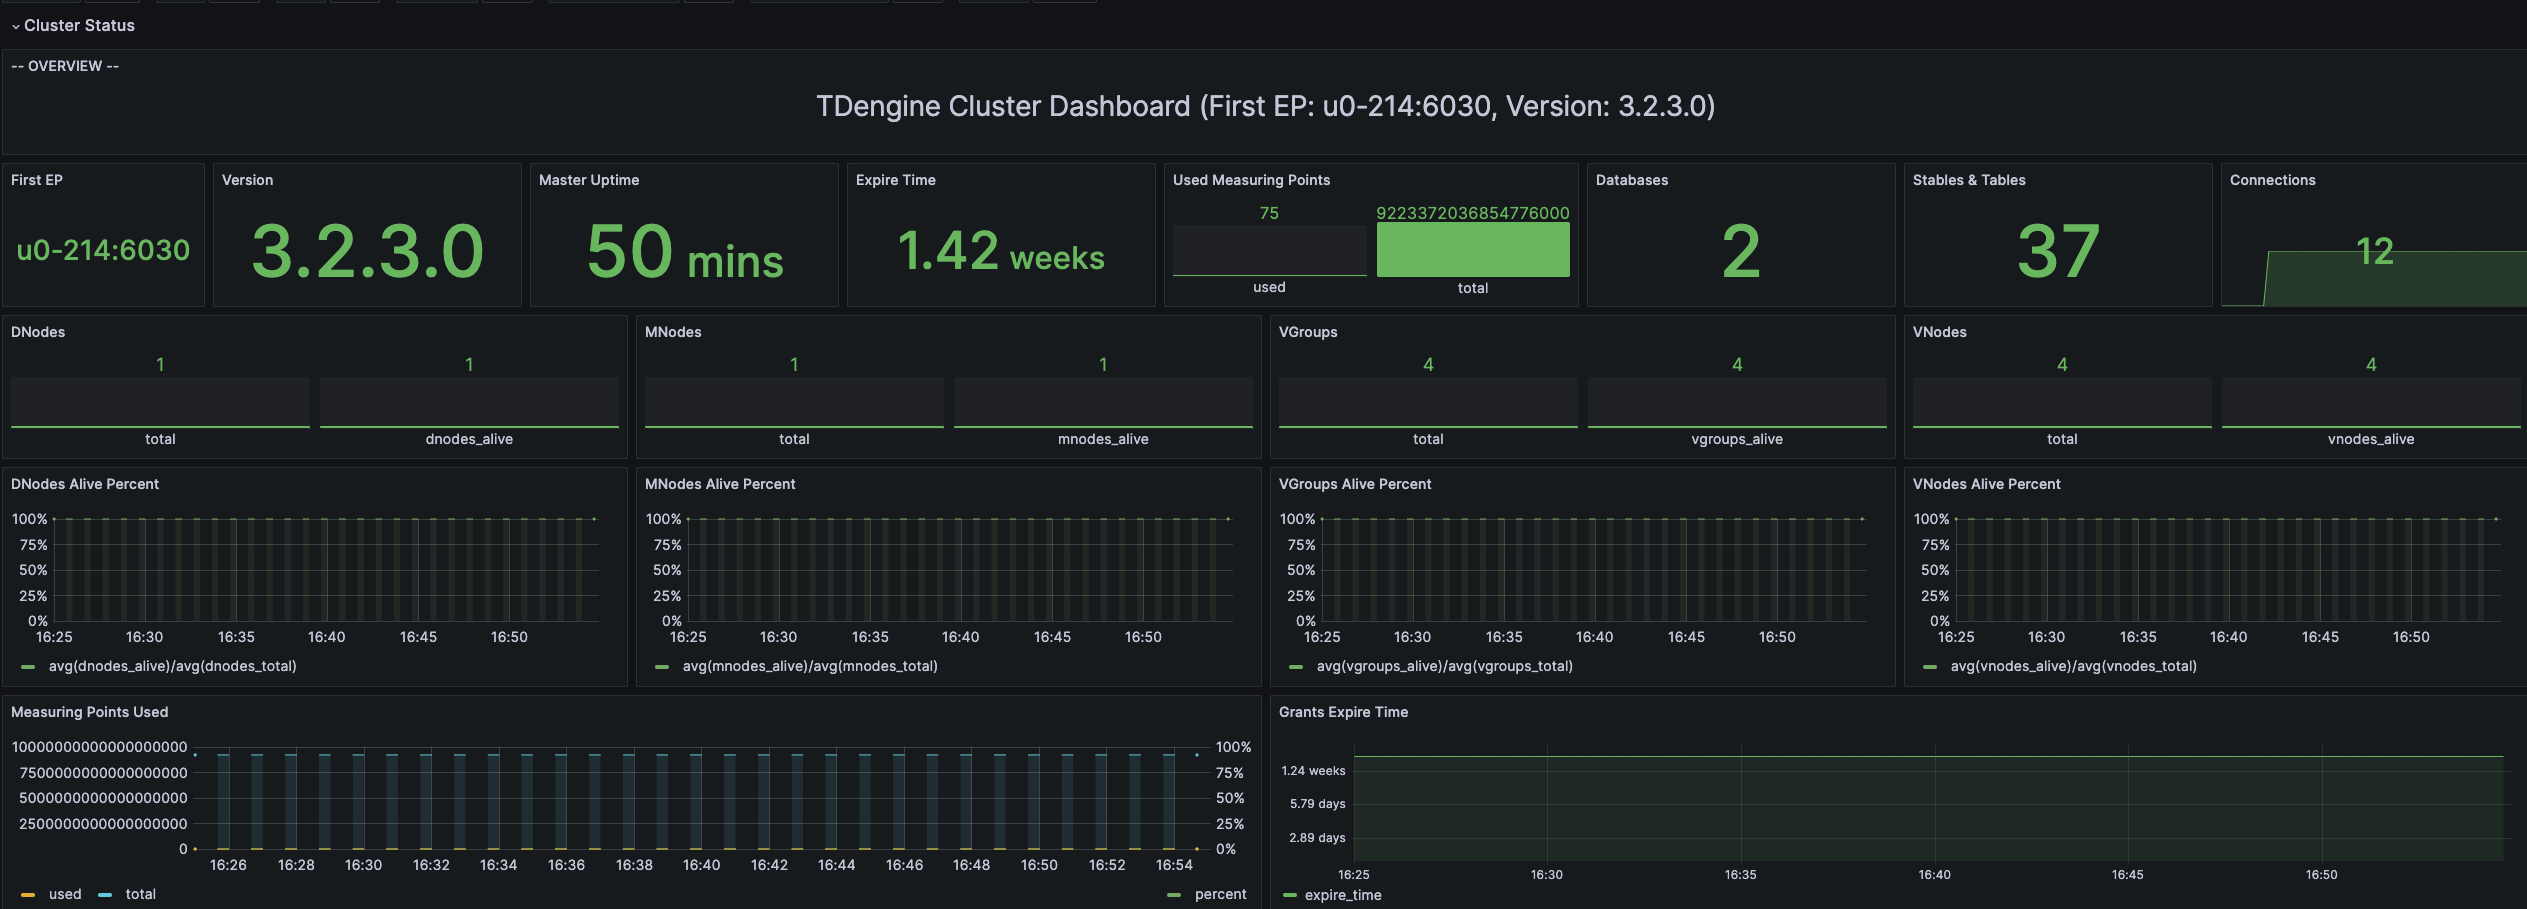 Cluster Status
-- OVERVIEW --
TDengine Cluster Dashboard (First EP: u0-214:6030, Version: 3.2.3.0)
First EP
u0-214:6030
Version
3.2.3.0
Master Uptime
50 mins
Expire Time
1.42 weeks
Used Measuring Points
75
9223372036854776000
used
total
Databases
2
Stables & Tables
37
Connections
12
DNodes
1
1
total
dnodes_alive
MNodes
1
1
total
mnodes_alive
VGroups
4
4
total
vgroups_alive
VNodes
4
4
total
vnodes_alive
DNodes Alive Percent
100%
75%
50%
25%
0%
16:25 16:30 16:35 16:40 16:45 16:50
avg(dnodes_alive)/avg(dnodes_total)
MNodes Alive Percent
100%
75%
50%
25%
0%
16:25 16:30 16:35 16:40 16:45 16:50
avg(mnodes_alive)/avg(mnodes_total)
VGroups Alive Percent
100%
75%
50%
25%
0%
16:25 16:30 16:35 16:40 16:45 16:50
avg(vgroups_alive)/avg(vgroups_total)
VNodes Alive Percent
100%
75%
50%
25%
0%
16:25 16:30 16:35 16:40 16:45 16:50
avg(vnodes_alive)/avg(vnodes_total)
Measuring Points Used
10000000000000000000
7500000000000000000
5000000000000000000
2500000000000000000
0
100%
75%
50%
25%
0%
16:26 16:28 16:30 16:32 16:34 16:36 16:38 16:40 16:42 16:44 16:46 16:48 16:50 16:52 16:54
used total
percent
Grants Expire Time
1.24 weeks
5.79 days
2.89 days
16:25 16:30 16:35 16:40 16:45 16:50
expire_time